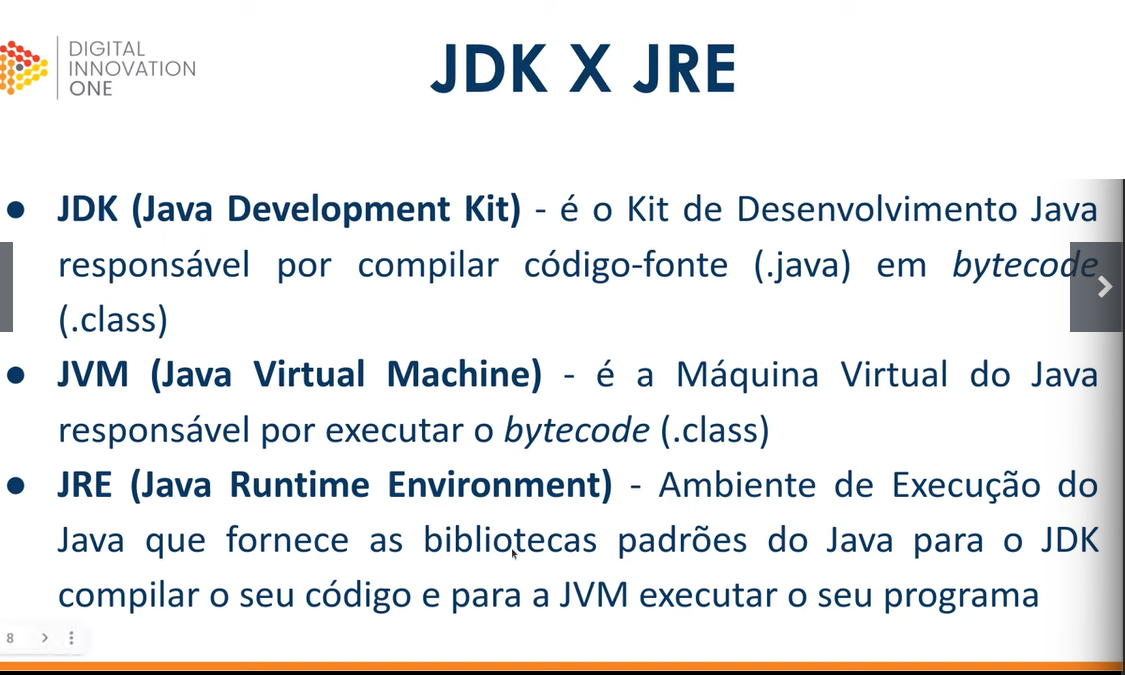 DIGITAL
INNOVATION
ONE
JDK X JRE
● JDK (Java Development Kit) - é o Kit de Desenvolvimento Java
responsável por compilar código-fonte (.java) em bytecode
(.class)
● JVM (Java Virtual Machine) - é a Máquina Virtual do Java
responsável por executar o bytecode (.class)
● JRE (Java Runtime Environment) - Ambiente de Execução do
Java que fornece as bibliotecas padrões do Java para o JDK
compilar o seu código e para a JVM executar o seu programa
8